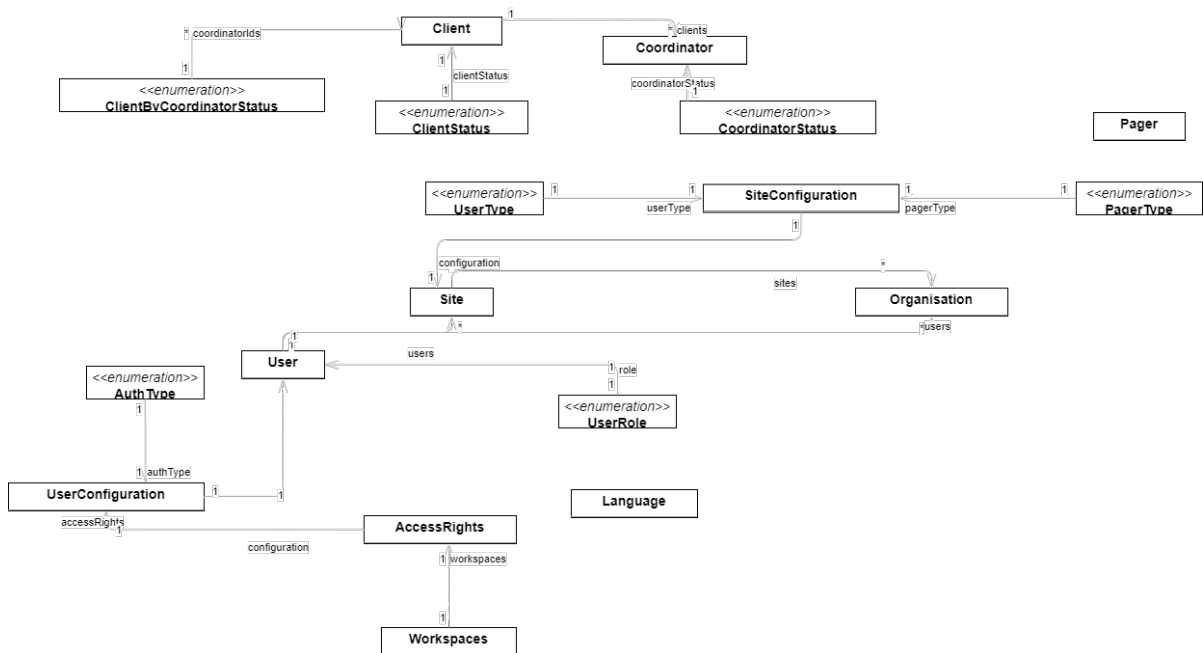 1
Client
* coordinatorIds
* clients
Coordinator
1
1
clientStatus
coordinatorStatus
1
1
1
<<enumeration>>
ClientByCoordinatorStatus
<<enumeration>>
ClientStatus
<<enumeration>>
CoordinatorStatus
Pager
<<enumeration>>
UserType
1
1
userType
SiteConfiguration
1
pagerType
1
<<enumeration>>
PagerType
1
configuration
1
*
sites
Site
Organisation
*
* users
1
1
User
users
1 role
1
<<enumeration>>
AuthType
1
<<enumeration>>
UserRole
1 authType
UserConfiguration
1
1
Language
accessRights
1
configuration
AccessRights
1 workspaces
1
Workspaces